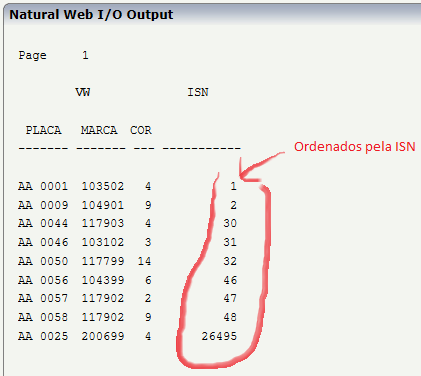 Natural Web I/O Output
Page 1
VW ISN
PLACA MARCA COR
------- ------- --- -----------
Ordenados pela ISN
AA 0001 103502 4 1
AA 0009 104901 9 2
AA 0044 117903 4 30
AA 0046 103102 3 31
AA 0050 117799 14 32
AA 0056 104399 6 46
AA 0057 117902 2 47
AA 0058 117902 9 48
AA 0025 200699 4 26495